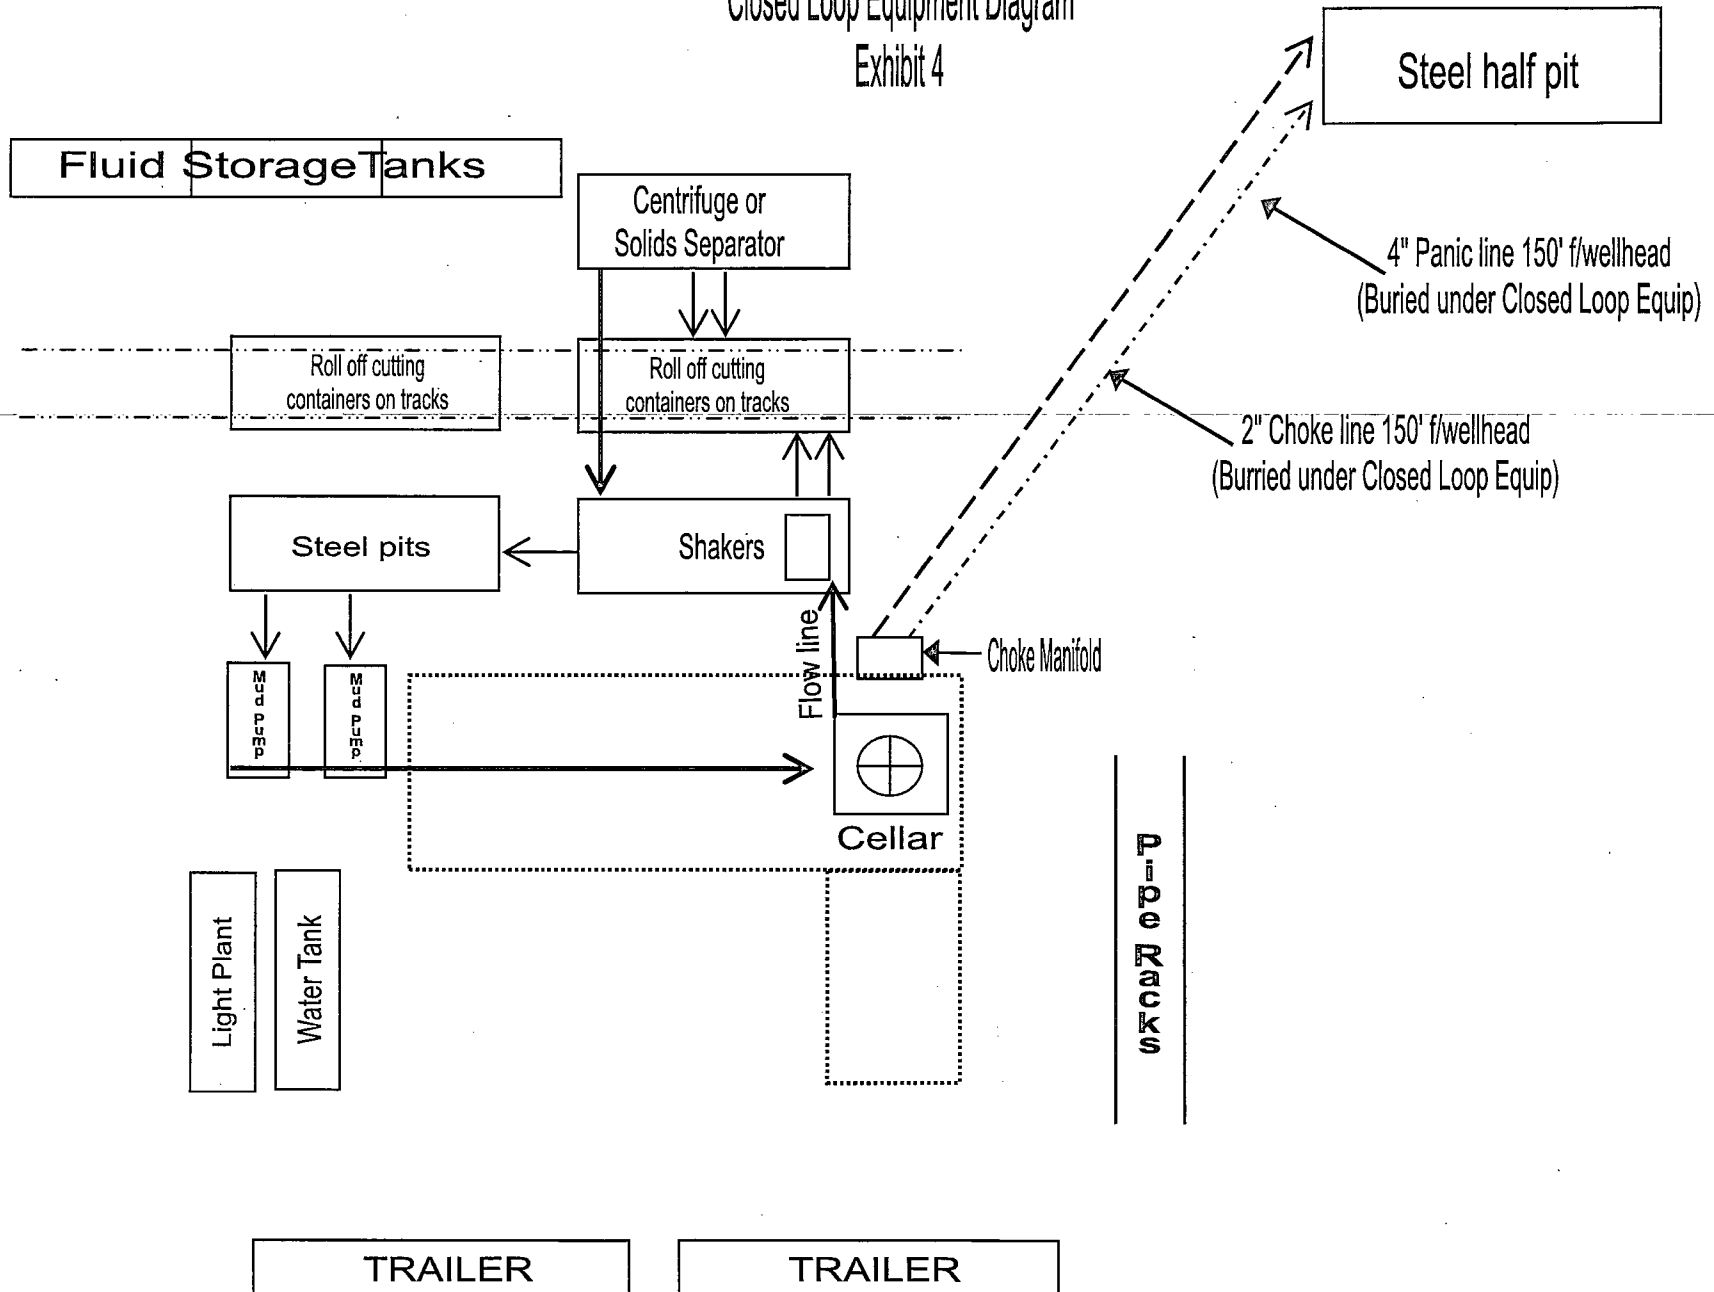 Closed Loop Equipment Diagram
Exhibit 4
Steel half pit
Fluid Storage Tanks
Centrifuge or
Solids Separator
4" Panic line 150' f/wellhead
(Buried under Closed Loop Equip)
Roll off cutting
containers on tracks
Roll off cutting
containers on tracks
2" Choke line 150' f/wellhead
(Burried under Closed Loop Equip)
Steel pits
Shakers
Flow line
Choke Manifold
Mud Pump
Mud Pump
Cellar
Pipe Racks
Light Plant
Water Tank
TRAILER
TRAILER